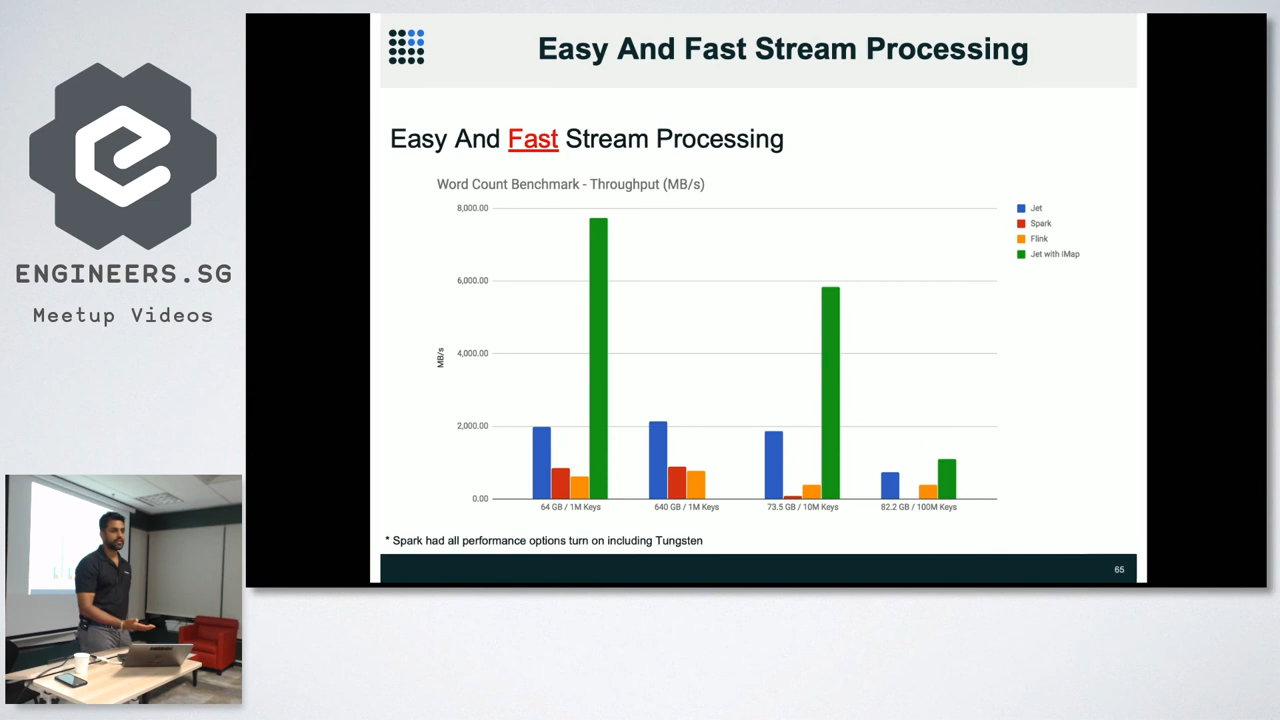 ENGINEERS.SG
Meetup Videos
Easy And Fast Stream Processing
Easy And Fast Stream Processing
Word Count Benchmark - Throughput (MB/s)
8,000.00
6,000.00
4,000.00
2,000.00
0.00
MB/s
64 GB / 1M Keys
640 GB / 1M Keys
73.5 GB / 10M Keys
82.2 GB / 100M Keys
Jet
Spark
Flink
Jet with IMap
* Spark had all performance options turn on including Tungsten
65